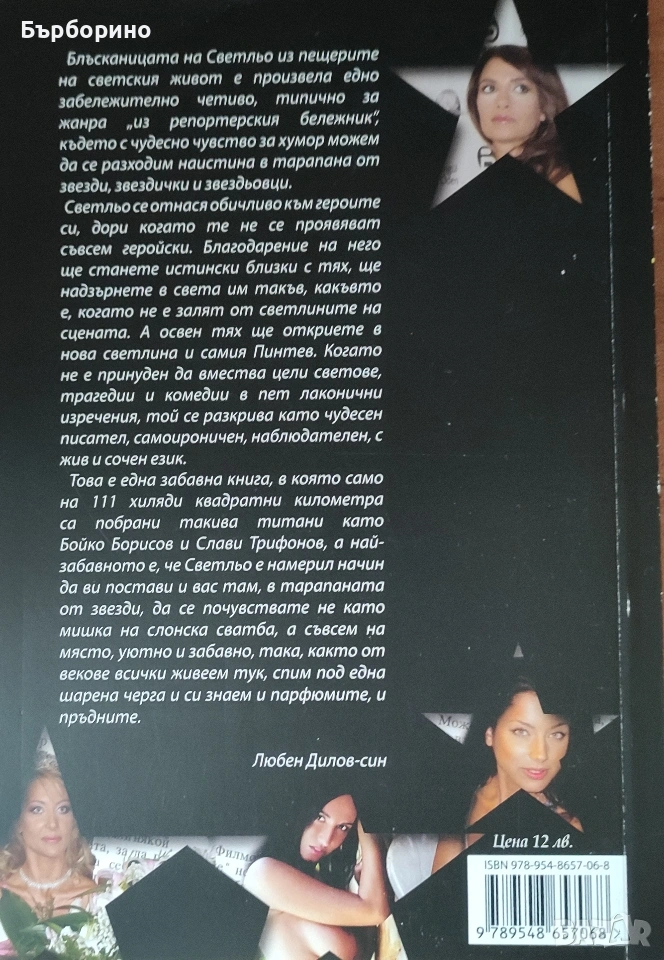 Бърборино
Блъсканицата на Светльо из пещерите
на светския живот е произвела едно
забележително четиво, типично за
жанра „из репортерския бележник“,
където с чудесно чувство за хумор можем
да се разходим наистина в тарапана от
звезди, звездички и звездьовци.
Светльо се отнася обичливо към героите
си, дори когато те не се проявяват
съвсем геройски. Благодарение на него
ще станете истински близки с тях, ще
надзърнете в света им такъв, какъвто
е, когато не е залят от светлините на
сцената. А освен тях ще откриете в
нова светлина и самия Пинтев. Когато
не е принуден да вмества цели светове,
трагедии и комедии в пет лаконични
изречения, той се разкрива като чудесен
писател, самоироничен, наблюдателен, с
жив и сочен език.
Това е една забавна книга, в която само
на 111 хиляди квадратни километра
са побрани такива титани като
Бойко Борисов и Слави Трифонов, а най-
забавното е, че Светльо е намерил начин
да ви постави и вас там, в тарапаната
от звезди, да се почувствате не като
мишка на слонска сватба, а съвсем на
място, уютно и забавно, така, както от
векове всички живеем тук, спим под една
шарена черга и си знаем и парфюмите, и
пръдните.
Любен Дилов-син
Мож
Филме
Цена 12 лв.
ISBN 978-954-8657-06-8
9 789548 657068